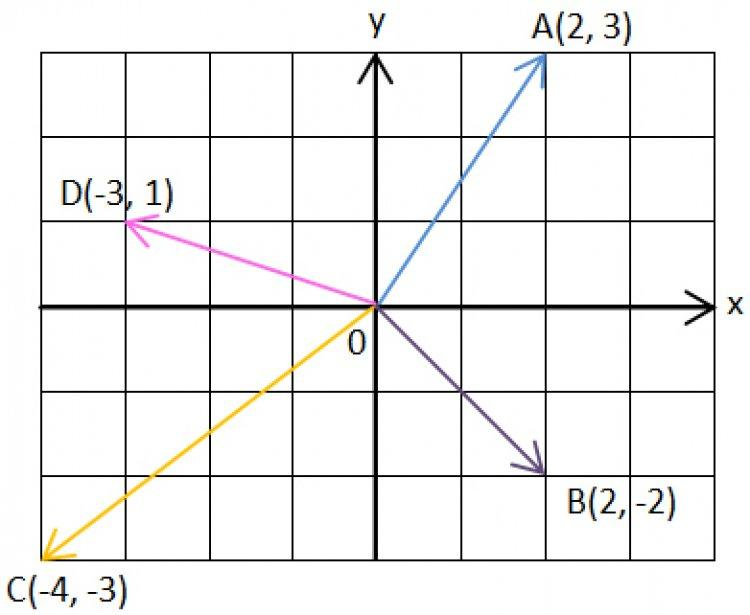 y
A(2, 3)
D(-3, 1)
x
0
B(2, -2)
C(-4, -3)